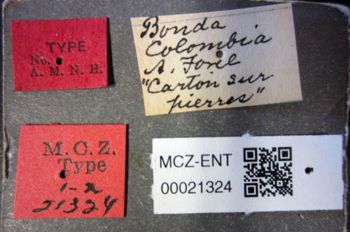 TYPE
No.
A. M. N. H.
Bonda
Colombia
A. Forel
"Carton sur
pierres"
M.C.Z.
Type
1-2
21324
MCZ-ENT
00021324